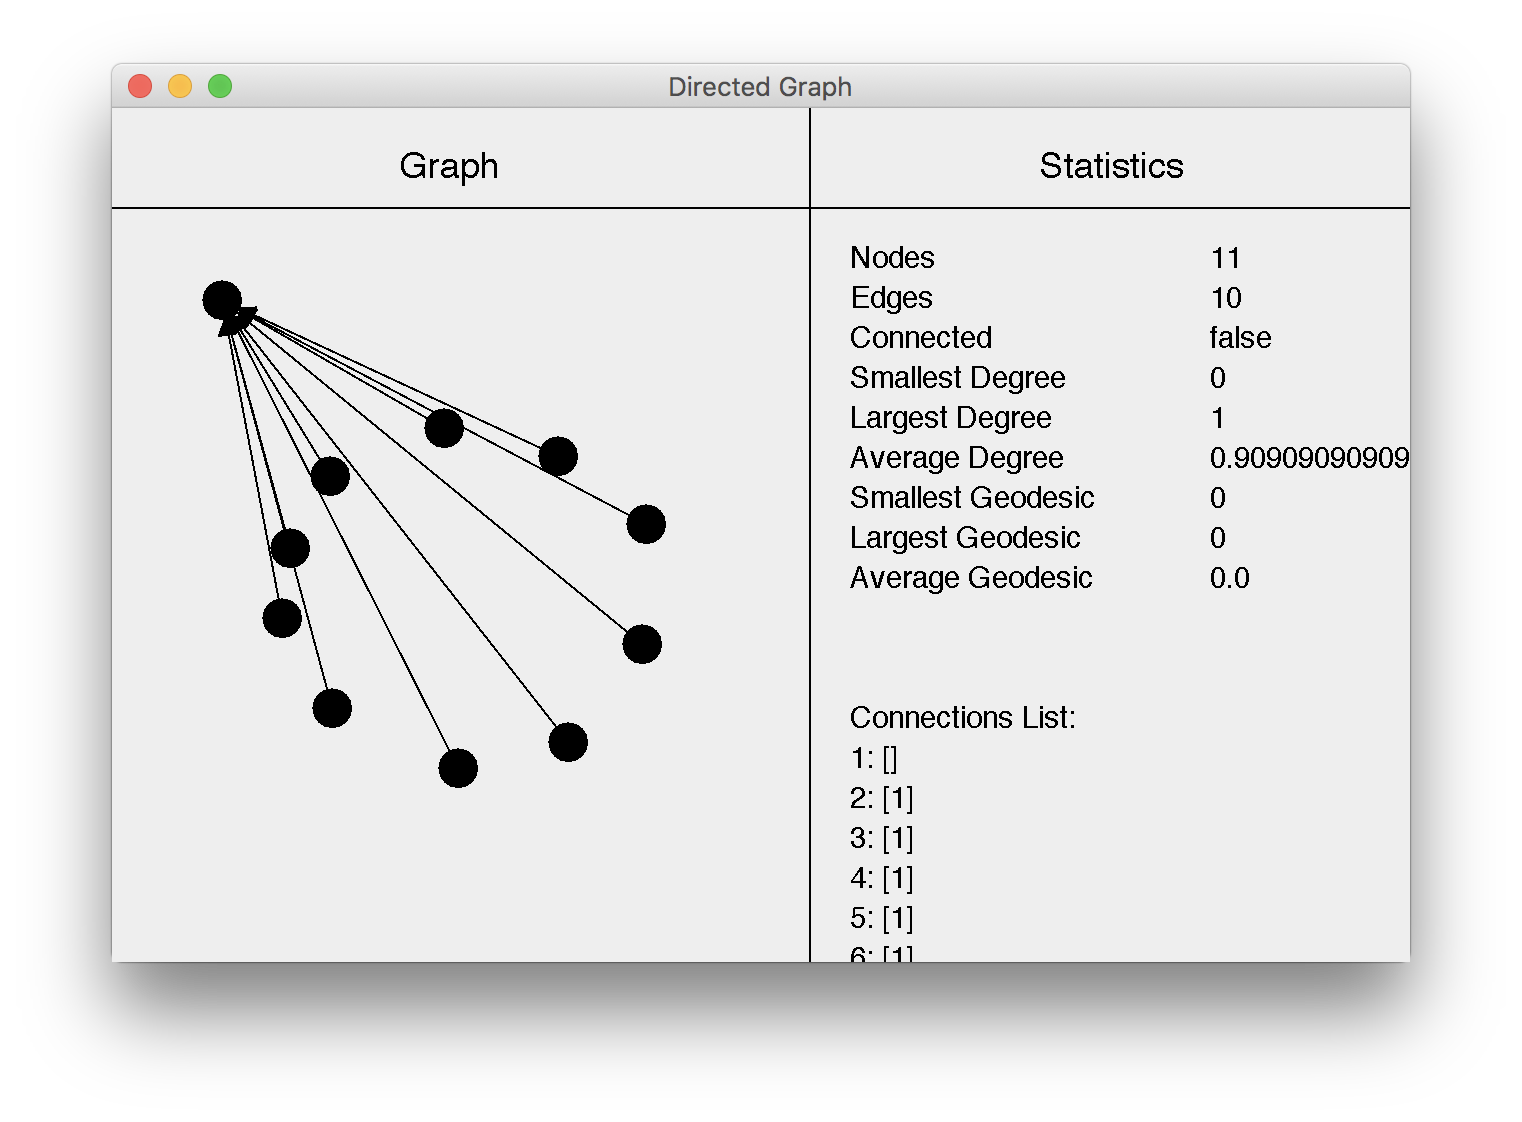 Directed Graph
Graph
Statistics
Nodes 11
Edges 10
Connected false
Smallest Degree 0
Largest Degree 1
Average Degree 0.90909090909
Smallest Geodesic 0
Largest Geodesic 0
Average Geodesic 0.0
Connections List:
1: []
2: [1]
3: [1]
4: [1]
5: [1]
6: [1]